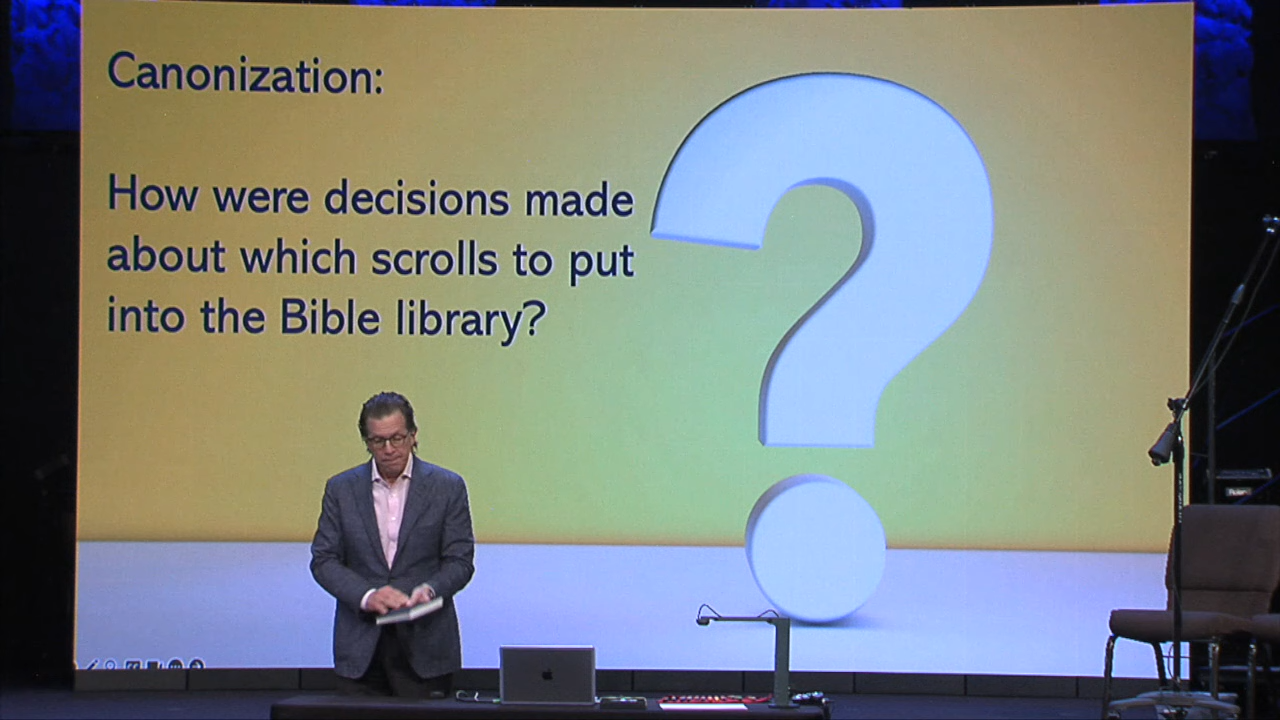 Canonization:
How were decisions made
about which scrolls to put
into the Bible library?